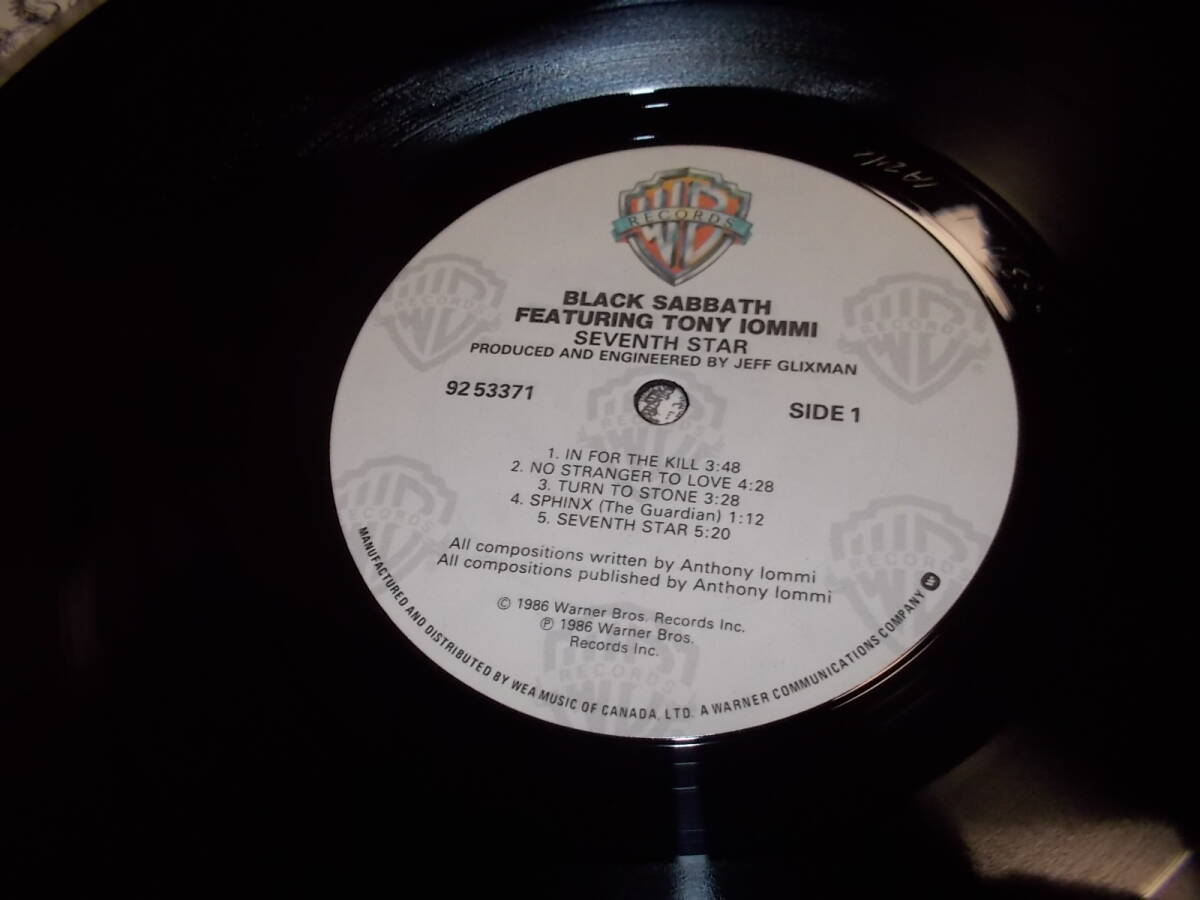 WB
RECORDS
BLACK SABBATH
FEATURING TONY IOMMI
SEVENTH STAR
PRODUCED AND ENGINEERED BY JEFF GLIXMAN
92 53371
SIDE 1
1. IN FOR THE KILL 3:48
2. NO STRANGER TO LOVE 4:28
3. TURN TO STONE 3:28
4. SPHINX (The Guardian) 1:12
5. SEVENTH STAR 5:20
All compositions written by Anthony Iommi
All compositions published by Anthony Iommi
© 1986 Warner Bros. Records Inc.
℗ 1986 Warner Bros.
Records Inc.
MANUFACTURED AND DISTRIBUTED BY WEA MUSIC OF CANADA, LTD. A WARNER COMMUNICATIONS COMPANY